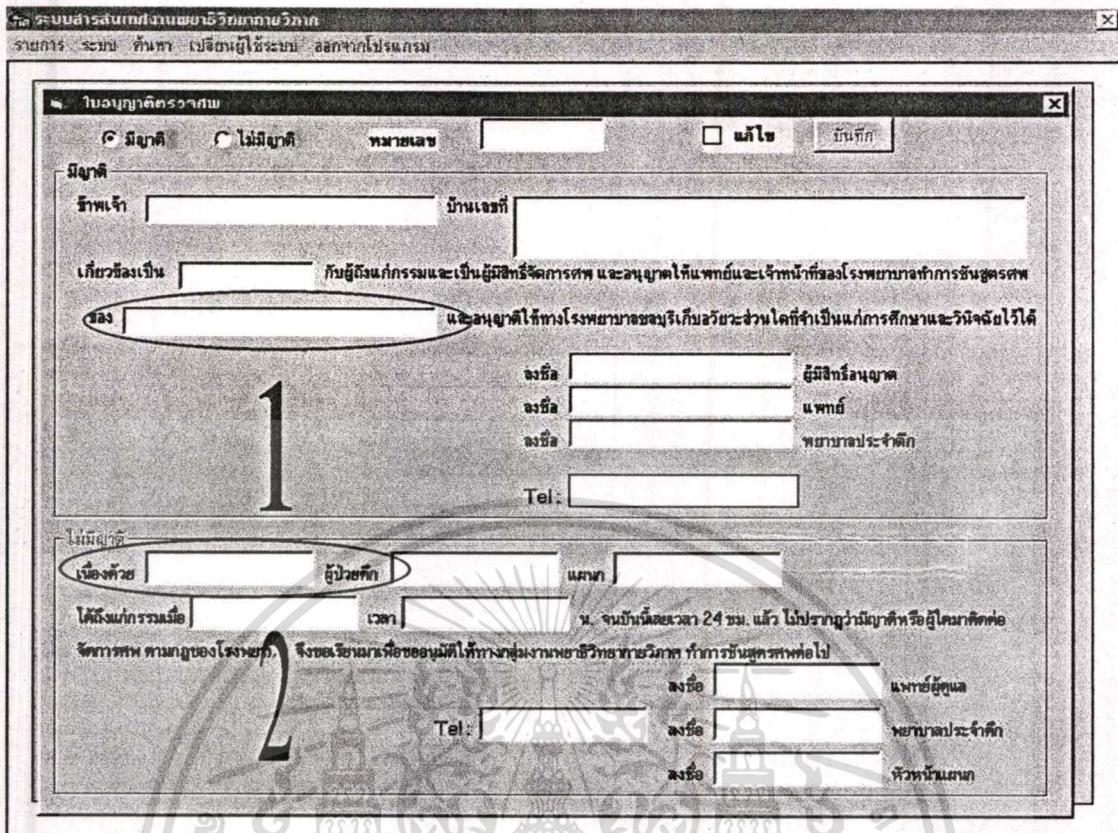 ระบบสารสนเทศงานพยาธิวิทยากายวิภาค
รายการ ระบบ ค้นหา เปลี่ยนผู้ใช้ระบบ ออกจากโปรแกรม
ใบอนุญาติตรวจศพ
มีญาติ ไม่มีญาติ หมายเลข แก้ไข บันทึก
มีญาติ
ข้าพเจ้า บ้านเลขที่
เกี่ยวข้องเป็น กับผู้ถึงแก่กรรมและเป็นผู้มีสิทธิ์จัดการศพ และอนุญาตให้แพทย์และเจ้าหน้าที่ของโรงพยาบาลทำการชันสูตรศพ
ของ และอนุญาติให้ทางโรงพยาบาลชลบุรีเก็บอวัยวะส่วนใดที่จำเป็นแก่การศึกษาและวินิจฉัยไว้ได้
1
ลงชื่อ ผู้มีสิทธิ์อนุญาต
ลงชื่อ แพทย์
ลงชื่อ พยาบาลประจำตึก
Tel :
ไม่มีญาติ
เนื่องด้วย ผู้ป่วยตึก แผนก
ได้ถึงแก่กรรมเมื่อ เวลา น. จนบันนี้เลยเวลา 24 ชม. แล้ว ไม่ปรากฏว่ามีญาติหรือผู้ใดมาติดต่อ
จัดการศพ ตามกฎของโรงพยา จึงขอเรียนมาเพื่อขออนุมัติให้ทางกลุ่มงานพยาธิวิทยากายวิภาค ทำการชันสูตรศพต่อไป
2
ลงชื่อ แพทย์ผู้ดูแล
Tel : ลงชื่อ พยาบาลประจำตึก
ลงชื่อ หัวหน้าแผนก